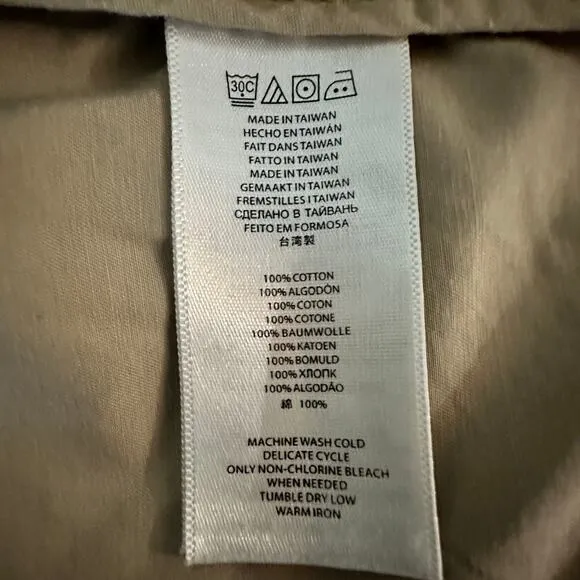 30C
MADE IN TAIWAN
HECHO EN TAIWÁN
FAIT DANS TAIWAN
FATTO IN TAIWAN
MADE IN TAIWAN
GEMAAKT IN TAIWAN
FREMSTILLES I TAIWAN
СДЕЛАНО В ТАЙВАНЬ
FEITO EM FORMOSA
台湾製
100% COTTON
100% ALGODÓN
100% COTON
100% COTONE
100% BAUMWOLLE
100% KATOEN
100% BOMULD
100% ХЛОПК
100% ALGODÃO
綿 100%
MACHINE WASH COLD
DELICATE CYCLE
ONLY NON-CHLORINE BLEACH
WHEN NEEDED
TUMBLE DRY LOW
WARM IRON